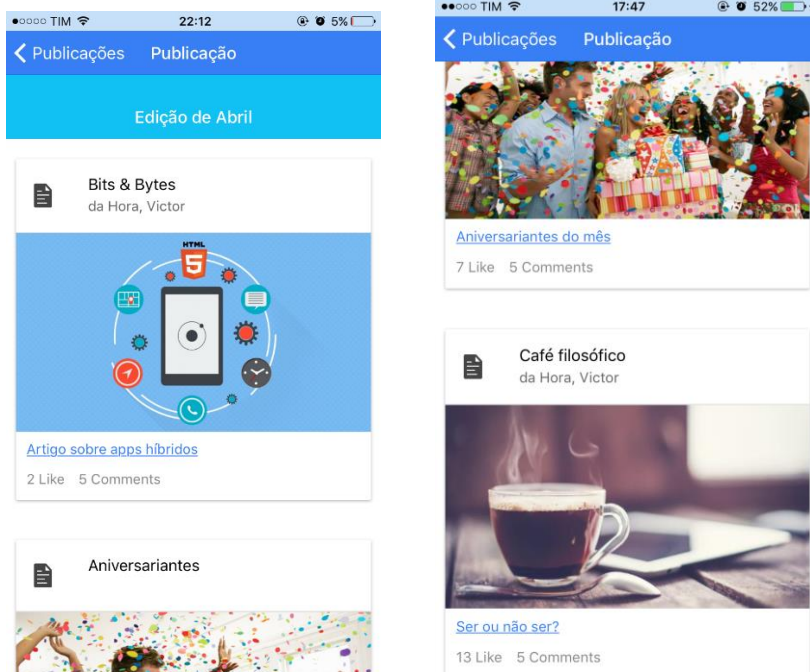 TIM 22:12 5%
Publicações Publicação
Edição de Abril
Bits & Bytes
da Hora, Victor
HTML
5
Artigo sobre apps híbridos
2 Like 5 Comments
Aniversariantes
TIM 17:47 52%
Publicações Publicação
Aniversariantes do mês
7 Like 5 Comments
Café filosófico
da Hora, Victor
Ser ou não ser?
13 Like 5 Comments